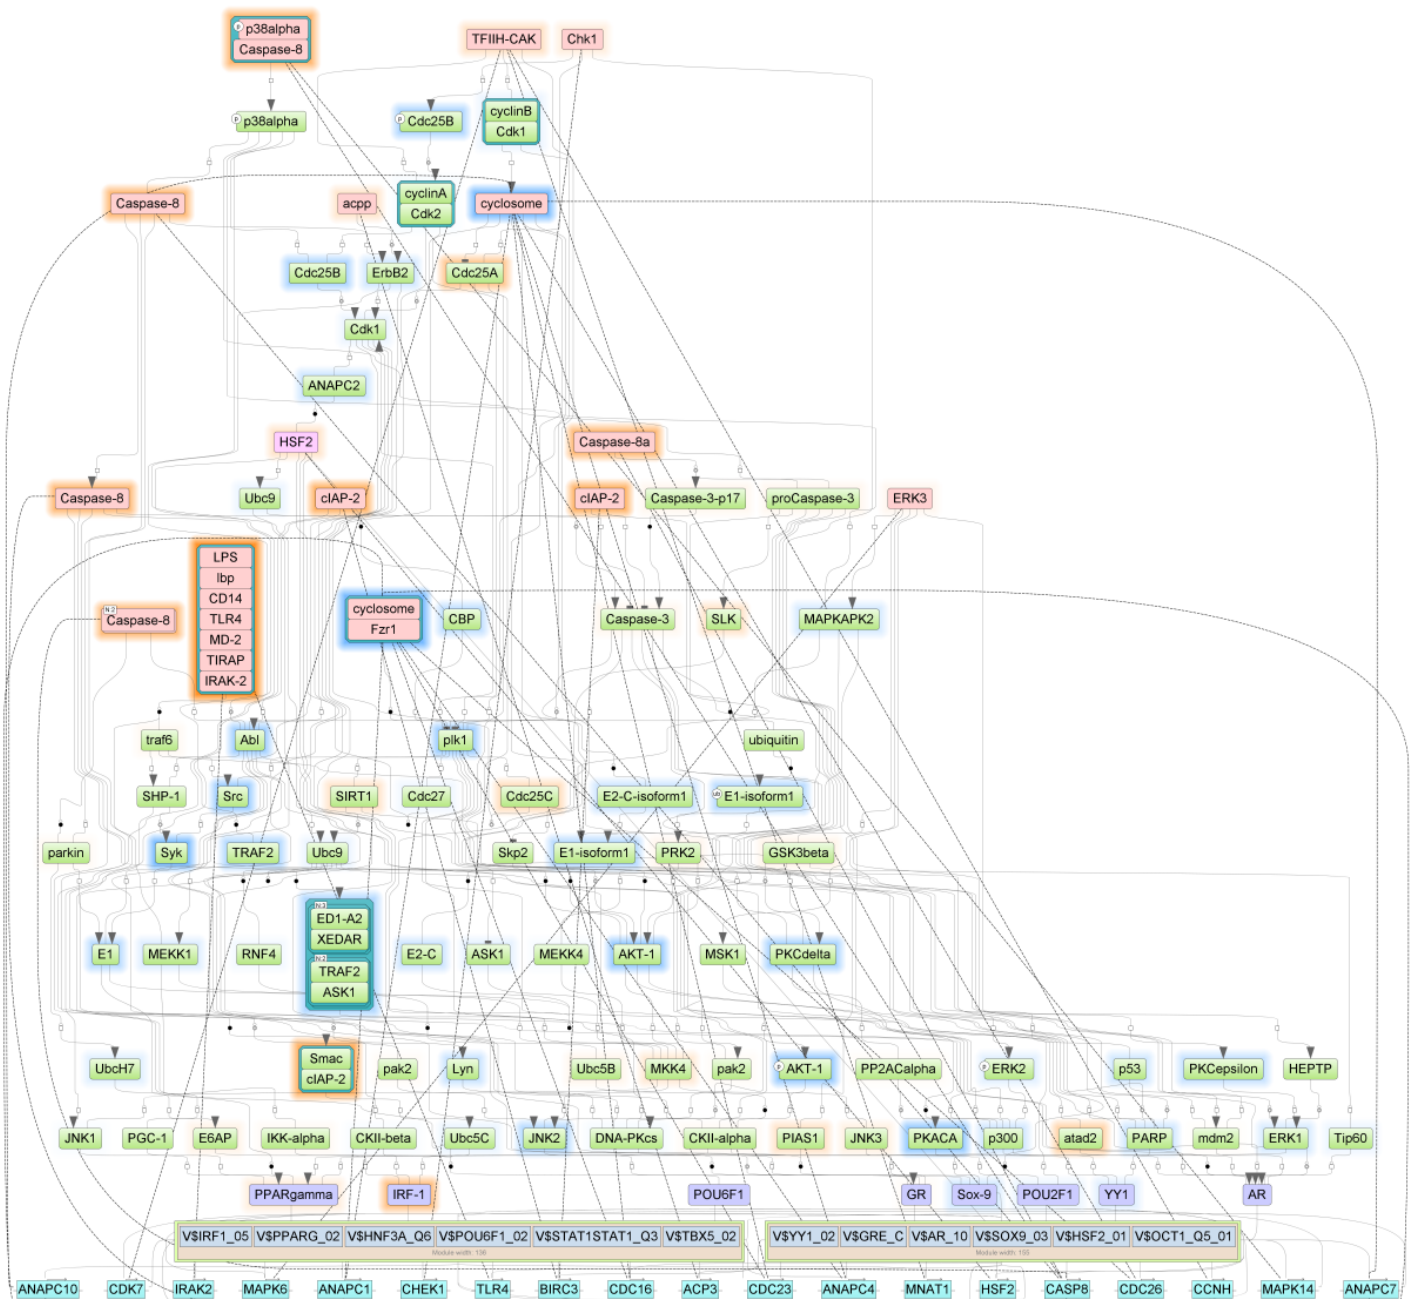 p38alpha
Caspase-8
TFIIH-CAK
Chk1
p
p38alpha
p
Cdc25B
cyclinB
Cdk1
Caspase-8
acpp
cyclinA
Cdk2
cyclosome
Cdc25B
ErbB2
Cdc25A
Cdk1
ANAPC2
HSF2
Caspase-8a
Caspase-8
Ubc9
cIAP-2
cIAP-2
Caspase-3-p17
proCaspase-3
ERK3
LPS
lbp
CD14
TLR4
MD-2
TIRAP
IRAK-2
N 2
Caspase-8
cyclosome
Fzr1
CBP
Caspase-3
SLK
MAPKAPK2
traf6
Abl
plk1
ubiquitin
SHP-1
Src
SIRT1
Cdc27
Cdc25C
E2-C-isoform1
ub
E1-isoform1
parkin
Syk
TRAF2
Ubc9
Skp2
E1-isoform1
PRK2
GSK3beta
N 3
ED1-A2
XEDAR
N 2
TRAF2
ASK1
E1
MEKK1
RNF4
E2-C
ASK1
MEKK4
AKT-1
MSK1
PKCdelta
UbcH7
Smac
cIAP-2
pak2
Lyn
Ubc5B
MKK4
pak2
p
AKT-1
PP2ACalpha
p
ERK2
p53
PKCepsilon
HEPTP
JNK1
PGC-1
E6AP
IKK-alpha
CKII-beta
Ubc5C
JNK2
DNA-PKcs
CKII-alpha
PIAS1
JNK3
PKACA
p300
atad2
PARP
mdm2
ERK1
Tip60
PPARgamma
IRF-1
POU6F1
GR
Sox-9
POU2F1
YY1
AR
V$IRF1_05
V$PPARG_02
V$HNF3A_Q6
V$POU6F1_02
V$STAT1STAT1_Q3
V$TBX5_02
V$YY1_02
V$GRE_C
V$AR_10
V$SOX9_03
V$HSF2_01
V$OCT1_Q5_01
ANAPC10
CDK7
IRAK2
MAPK6
ANAPC1
CHEK1
TLR4
BIRC3
CDC16
ACP3
CDC23
ANAPC4
MNAT1
HSF2
CASP8
CDC26
CCNH
MAPK14
ANAPC7